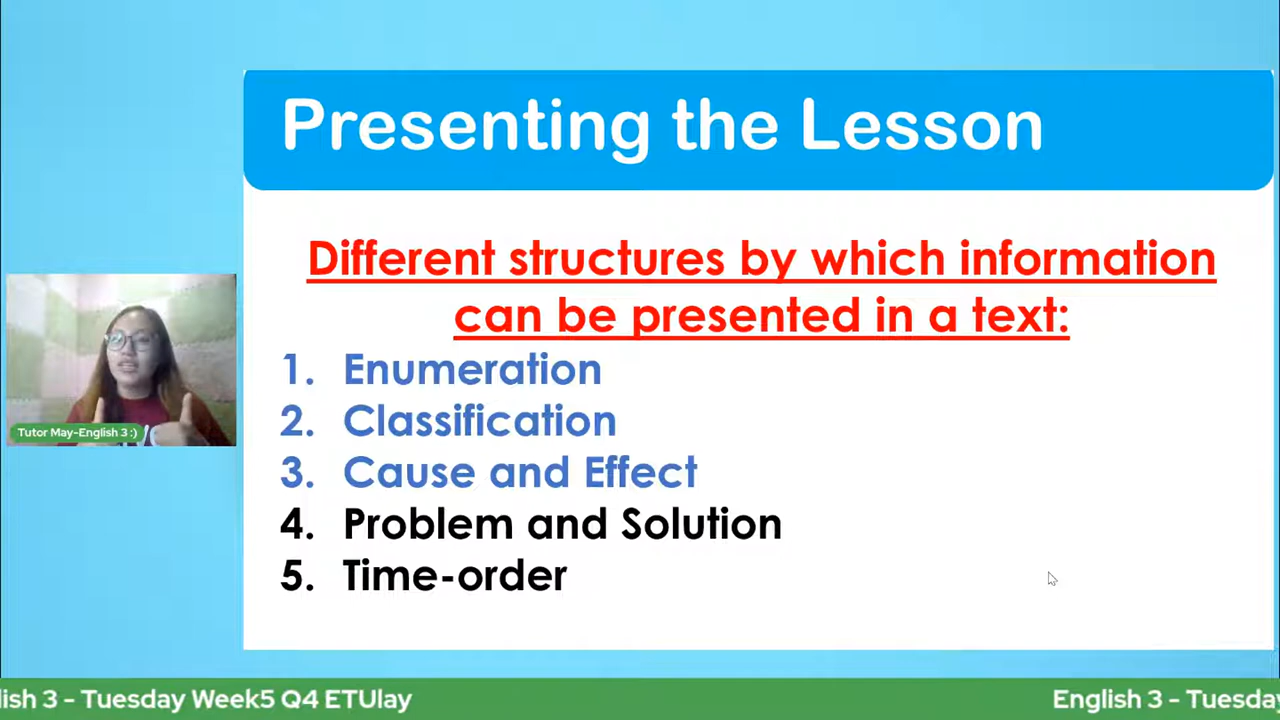 Presenting the Lesson
Different structures by which information
can be presented in a text:
1. Enumeration
2. Classification
3. Cause and Effect
4. Problem and Solution
5. Time-order
Tutor May-English 3 :)
lish 3 - Tuesday Week5 Q4 ETUlay
English 3 - Tuesday